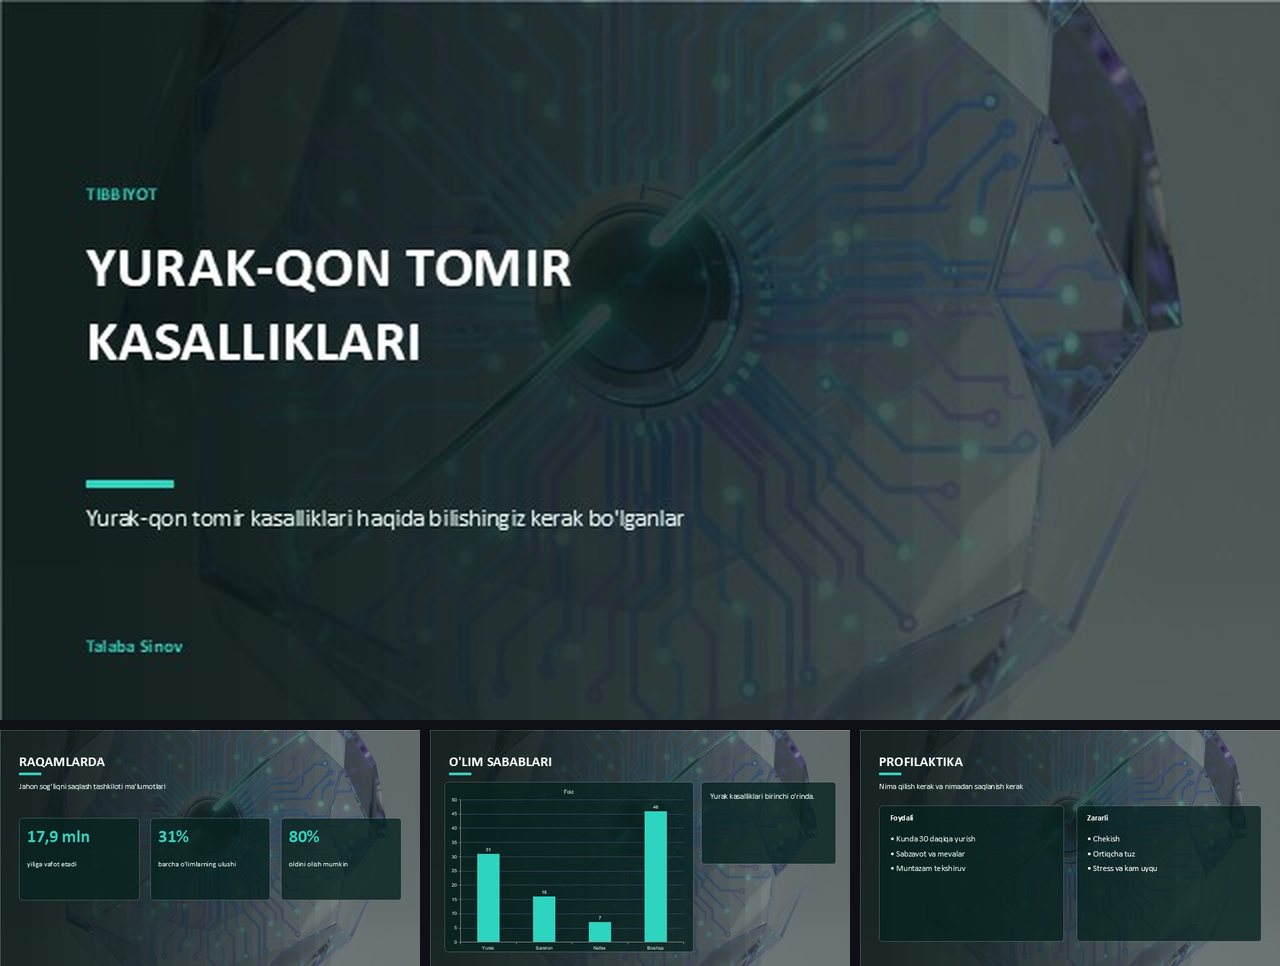 TIBBIYOT
YURAK-QON TOMIR
KASALLIKLARI
Yurak-qon tomir kasalliklari haqida bilishingiz kerak bo'lganlar
Talaba Sinov
RAQAMLARDA
Jahon sog'liqni saqlash tashkiloti ma'lumotlari
17,9 mln
yiliga vafot etadi
31%
barcha o'limlarning ulushi
80%
oldini olish mumkin
O'LIM SABABLARI
Foiz
50
45
40
35
30
25
20
15
10
5
0
31
16
7
46
Yurak
Saraton
Nafas
Boshqa
Yurak kasalliklari birinchi o'rinda.
PROFILAKTIKA
Nima qilish kerak va nimadan saqlanish kerak
Foydali
• Kunda 30 daqiqa yurish
• Sabzavot va mevalar
• Muntazam tekshiruv
Zararli
• Chekish
• Ortiqcha tuz
• Stress va kam uyqu